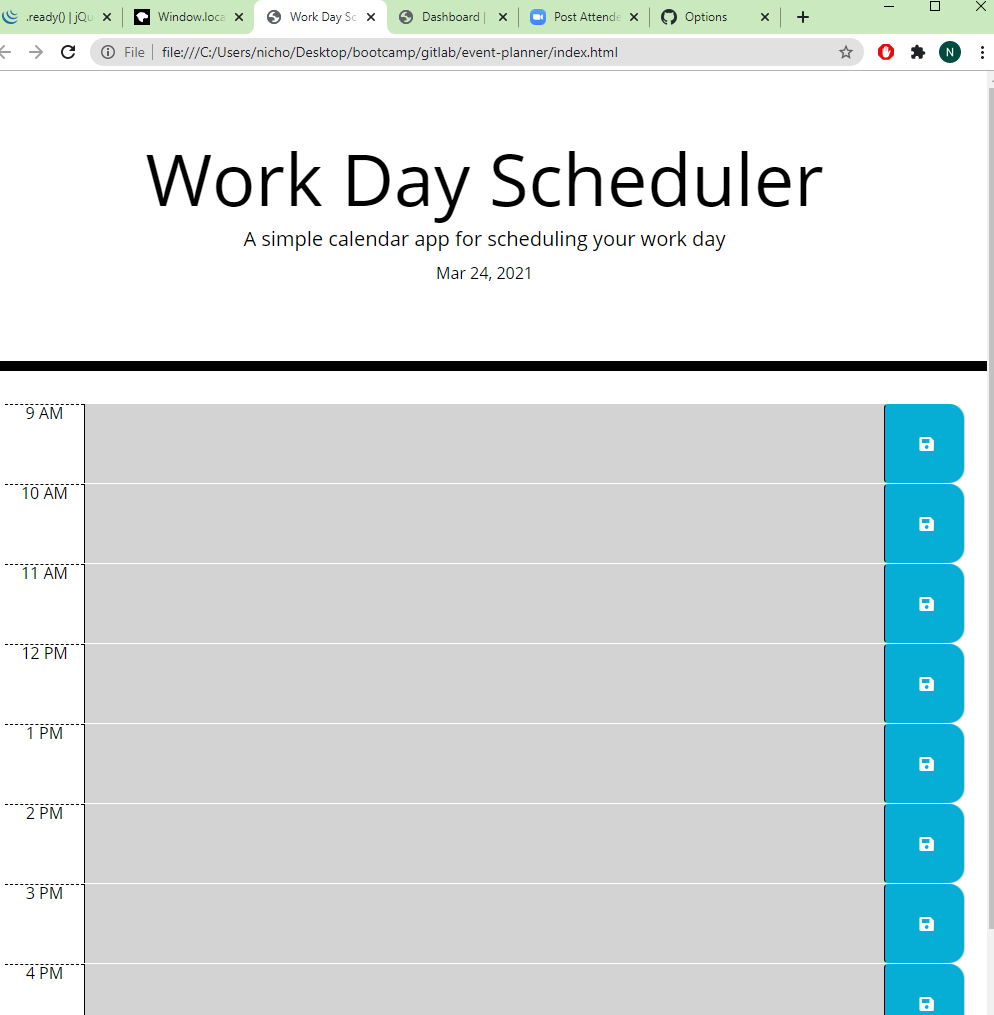 .ready() | jQu
Window.loca
Work Day Sc
Dashboard |
Post Attende
Options
File
file:///C:/Users/nicho/Desktop/bootcamp/gitlab/event-planner/index.html
N
Work Day Scheduler
A simple calendar app for scheduling your work day
Mar 24, 2021
9 AM
10 AM
11 AM
12 PM
1 PM
2 PM
3 PM
4 PM